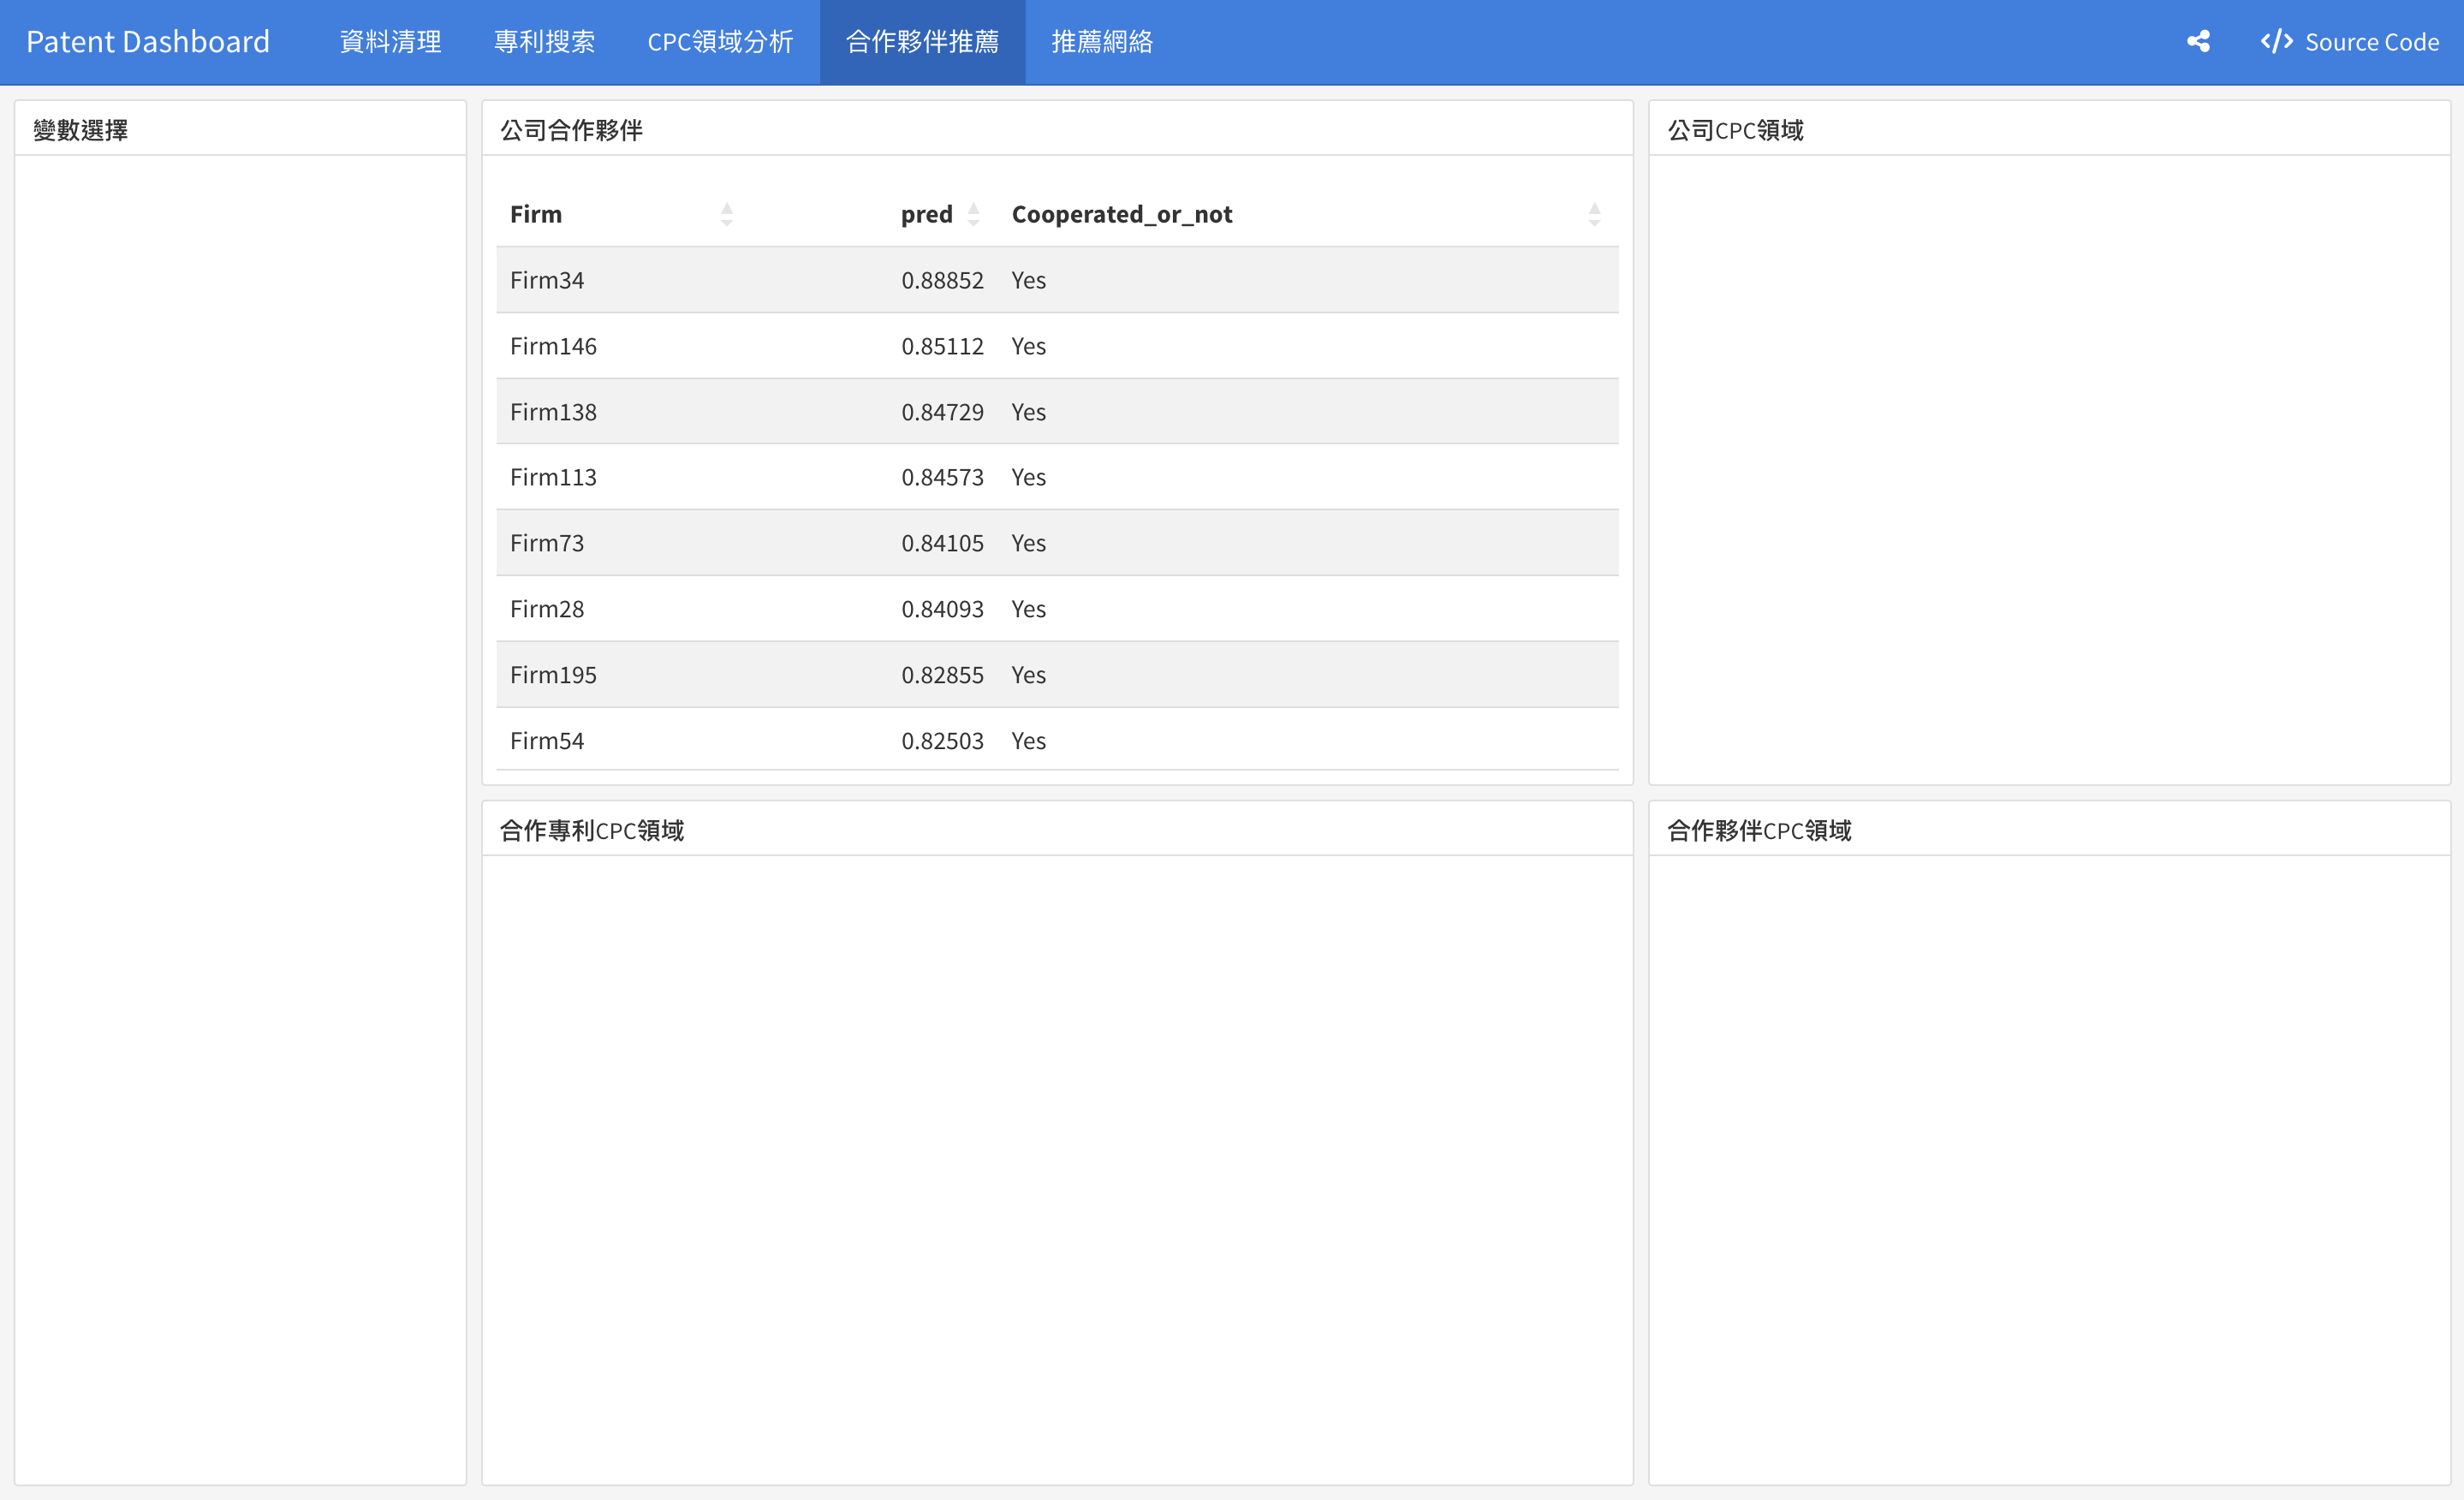 Patent Dashboard 資料清理 專利搜索 CPC領域分析 合作夥伴推薦 推薦網絡 Source Code
變數選擇
公司合作夥伴
Firm pred Cooperated_or_not
Firm34 0.88852 Yes
Firm146 0.85112 Yes
Firm138 0.84729 Yes
Firm113 0.84573 Yes
Firm73 0.84105 Yes
Firm28 0.84093 Yes
Firm195 0.82855 Yes
Firm54 0.82503 Yes
公司CPC領域
合作專利CPC領域
合作夥伴CPC領域